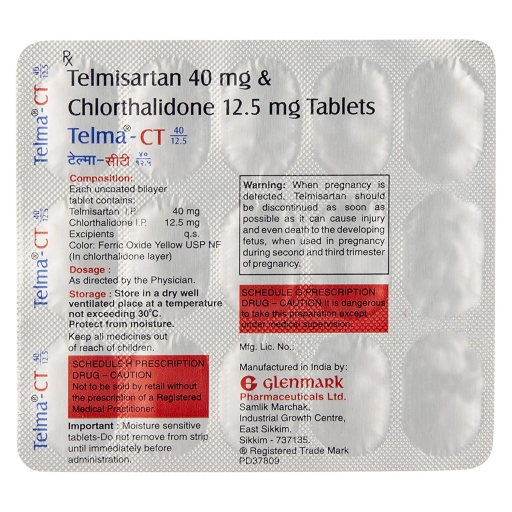 Rx
Telmisartan 40 mg &
Chlorthalidone 12.5 mg Tablets
Telma®-CT 40/12.5
टेल्मा-सीटी ४०/१२.५
Composition:
Each uncoated bilayer
tablet contains:
Telmisartan I.P. 40 mg
Chlorthalidone I.P. 12.5 mg
Excipients q.s.
Color: Ferric Oxide Yellow USP NF
(In chlorthalidone layer)
Dosage :
As directed by the Physician.
Storage : Store in a dry well
ventilated place at a temperature
not exceeding 30°C.
Protect from moisture.
Keep all medicines out
of reach of children.
SCHEDULE H PRESCRIPTION
DRUG – CAUTION
Not to be sold by retail without
the prescription of a Registered
Medical Practitioner.
Important : Moisture sensitive
tablets-Do not remove from strip
until immediately before
administration.
Warning: When pregnancy is
detected, Telmisartan should
be discontinued as soon as
possible as it can cause injury
and even death to the developing
fetus, when used in pregnancy
during second and third trimester
of pregnancy.
SCHEDULE G PRESCRIPTION
DRUG – CAUTION It is dangerous
to take this preparation except
under medical supervision.
Mfg. Lic. No.:
Manufactured in India by:
glenmark
Pharmaceuticals Ltd.
Samlik Marchak,
Industrial Growth Centre,
East Sikkim,
Sikkim - 737135.
® Registered Trade Mark
PD37809
Telma®-CT 40/12.5
Telma®-CT 40/12.5
Telma®-CT 40/12.5